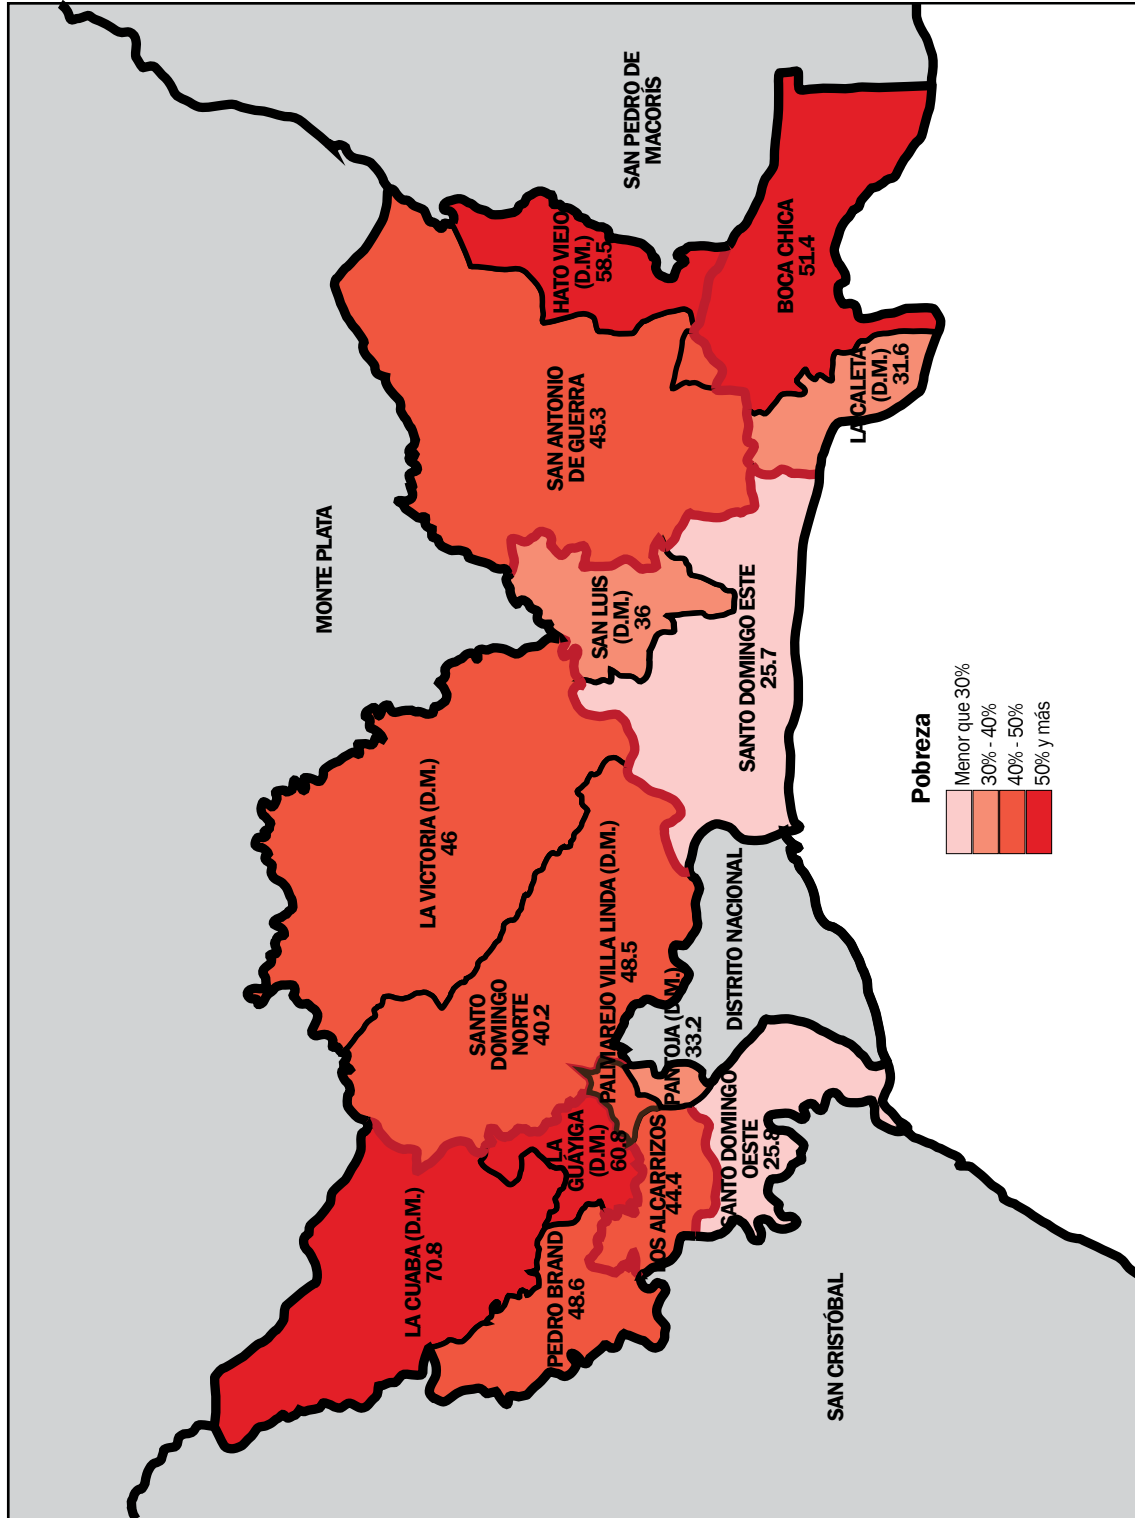 MONTE PLATA
SAN PEDRO DE
MACORÍS
HATO VIEJO
(D.M.)
58.5
BOCA CHICA
51.4
SAN ANTONIO
DE GUERRA
45.3
LA CALETA
(D.M.)
31.6
SAN LUIS
(D.M.)
36
SANTO DOMINGO ESTE
25.7
LA VICTORIA (D.M.)
46
PALMAREJO VILLA LINDA (D.M.)
48.5
SANTO
DOMINGO
NORTE
40.2
PANTOJA (D.M.)
33.2
DISTRITO NACIONAL
LA
GUÁYIGA
(D.M.)
60.8
LOS ALCARRIZOS
44.4
SANTO DOMINGO
OESTE
25.8
LA CUABA (D.M.)
70.8
PEDRO BRAND
48.6
SAN CRISTÓBAL
Pobreza
Menor que 30%
30% - 40%
40% - 50%
50% y más